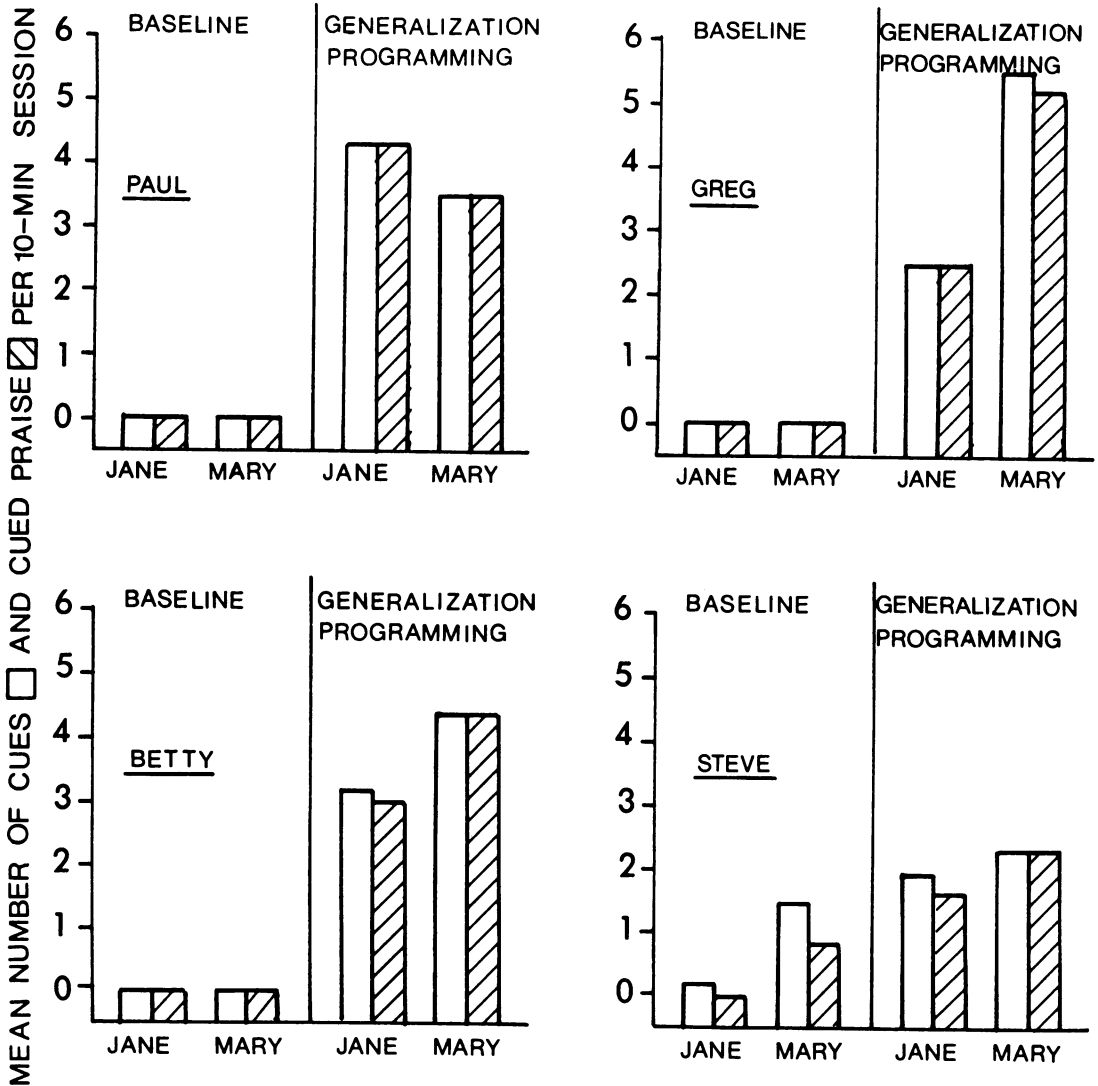 MEAN NUMBER OF CUES AND CUED PRAISE PER 10-MIN SESSION
BASELINE
GENERALIZATION
PROGRAMMING
PAUL
6
5
4
3
2
1
0
JANE MARY JANE MARY
BASELINE
GENERALIZATION
PROGRAMMING
GREG
6
5
4
3
2
1
0
JANE MARY JANE MARY
BASELINE
GENERALIZATION
PROGRAMMING
BETTY
6
5
4
3
2
1
0
JANE MARY JANE MARY
BASELINE
GENERALIZATION
PROGRAMMING
STEVE
6
5
4
3
2
1
0
JANE MARY JANE MARY